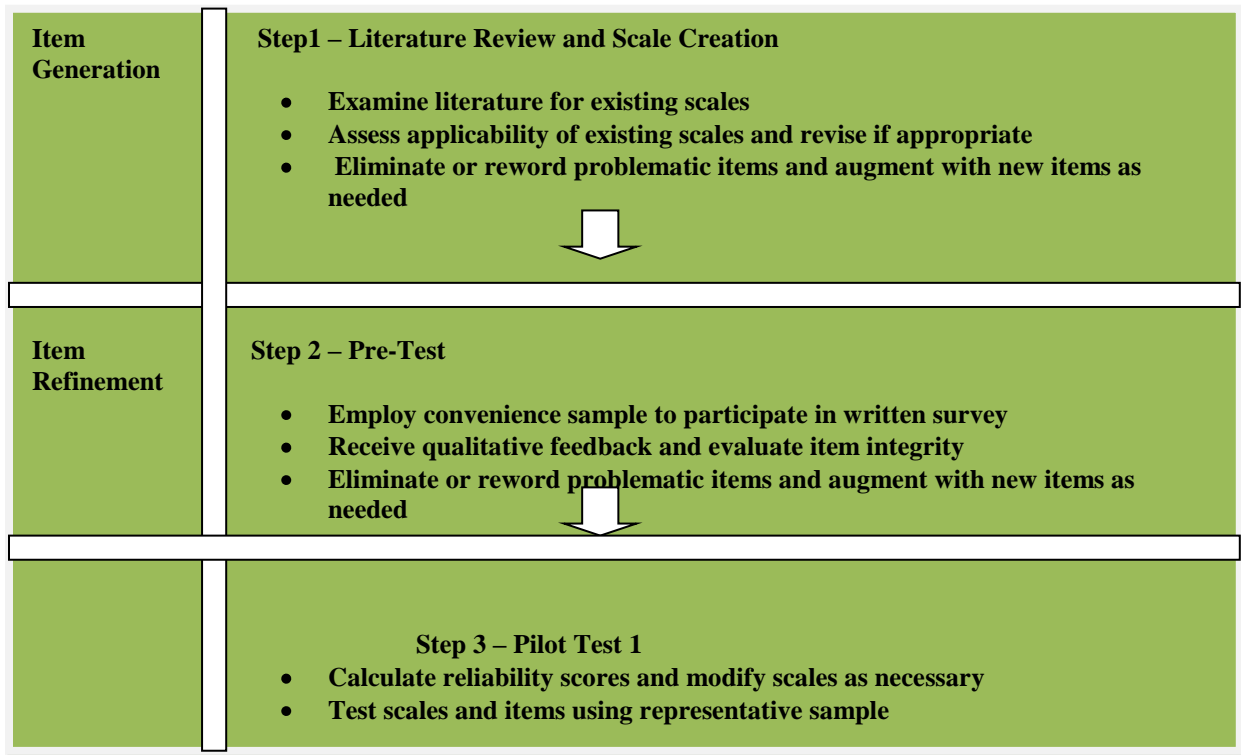 Item
Generation
Step1 – Literature Review and Scale Creation
• Examine literature for existing scales
• Assess applicability of existing scales and revise if appropriate
• Eliminate or reword problematic items and augment with new items as
needed
Item
Refinement
Step 2 – Pre-Test
• Employ convenience sample to participate in written survey
• Receive qualitative feedback and evaluate item integrity
• Eliminate or reword problematic items and augment with new items as
needed
Step 3 – Pilot Test 1
• Calculate reliability scores and modify scales as necessary
• Test scales and items using representative sample